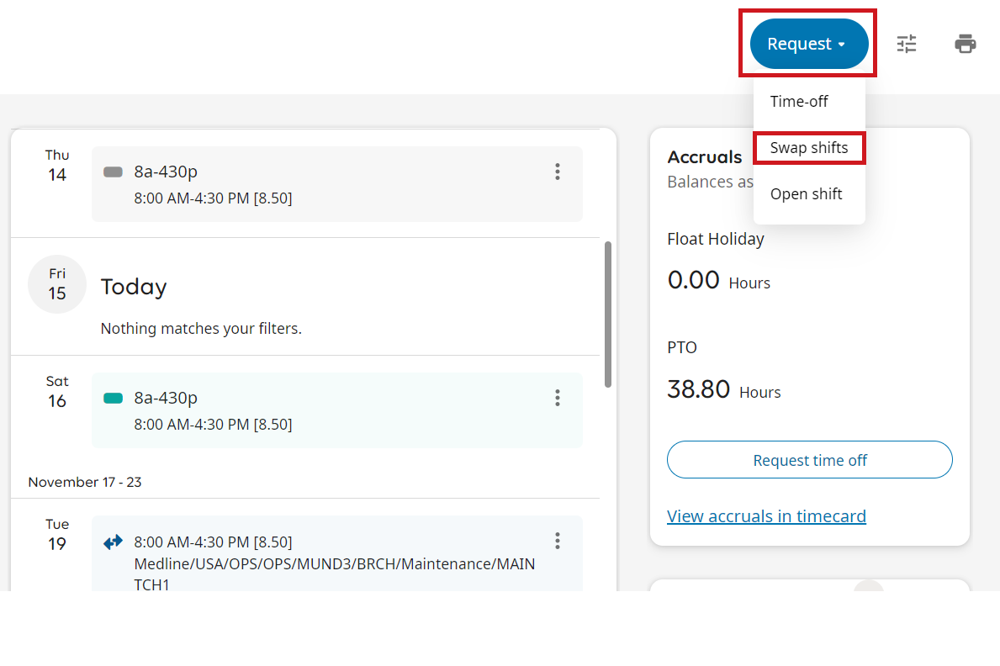 Request
Time-off
Swap shifts
Open shift
Thu
14
8a-430p
8:00 AM-4:30 PM [8.50]
Fri
15
Today
Nothing matches your filters.
Sat
16
8a-430p
8:00 AM-4:30 PM [8.50]
November 17 - 23
Tue
19
8:00 AM-4:30 PM [8.50]
Medline/USA/OPS/OPS/MUND3/BRCH/Maintenance/MAIN
TCH1
Accruals
Balances as
Float Holiday
0.00 Hours
PTO
38.80 Hours
Request time off
View accruals in timecard